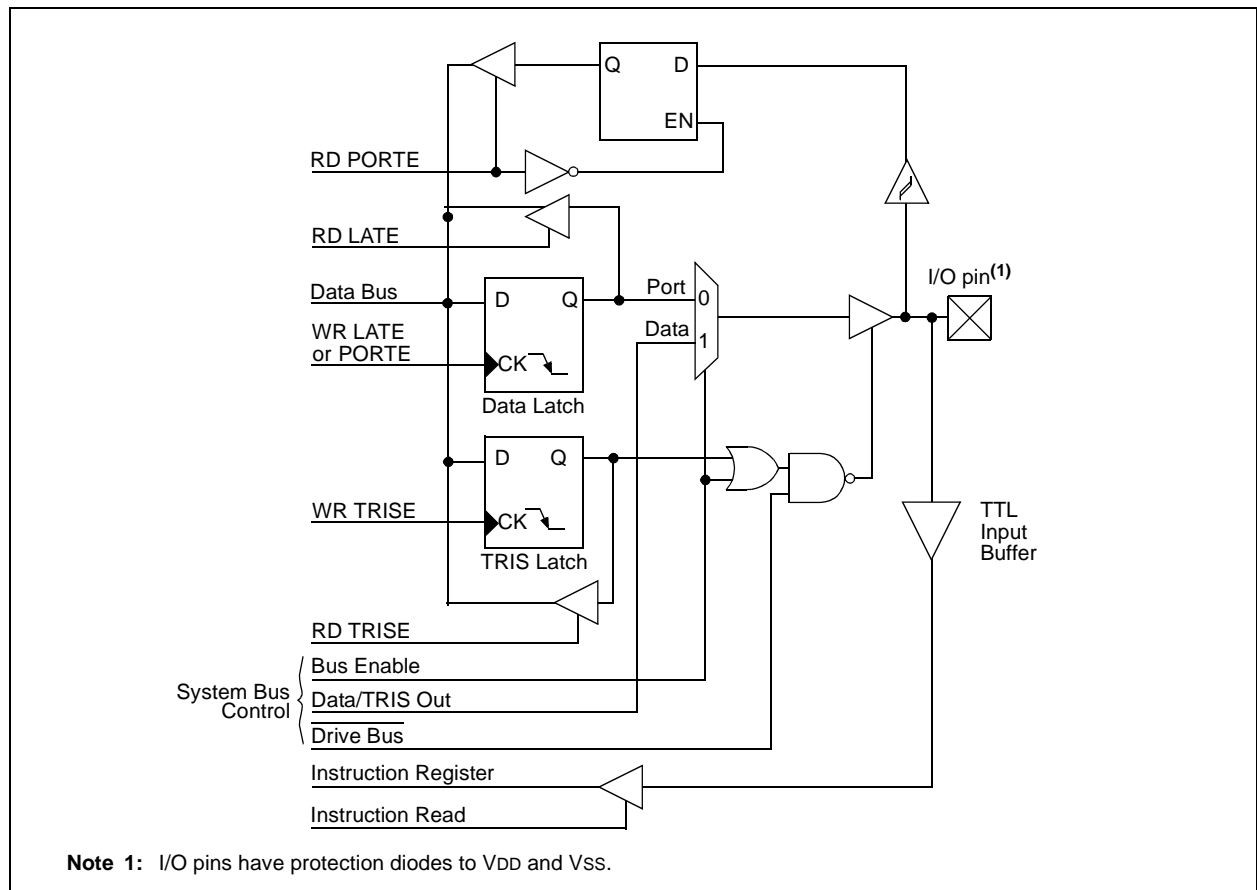 Q D
EN
RD PORTE
RD LATE
I/O pin(1)
Port
0
Data Bus
D Q
Data
1
WR LATE
or PORTE
CK
Data Latch
D Q
WR TRISE
CK
TRIS Latch
TTL
Input
Buffer
RD TRISE
System Bus
Control
Bus Enable
Data/TRIS Out
Drive Bus
Instruction Register
Instruction Read
Note 1: I/O pins have protection diodes to VDD and VSS.